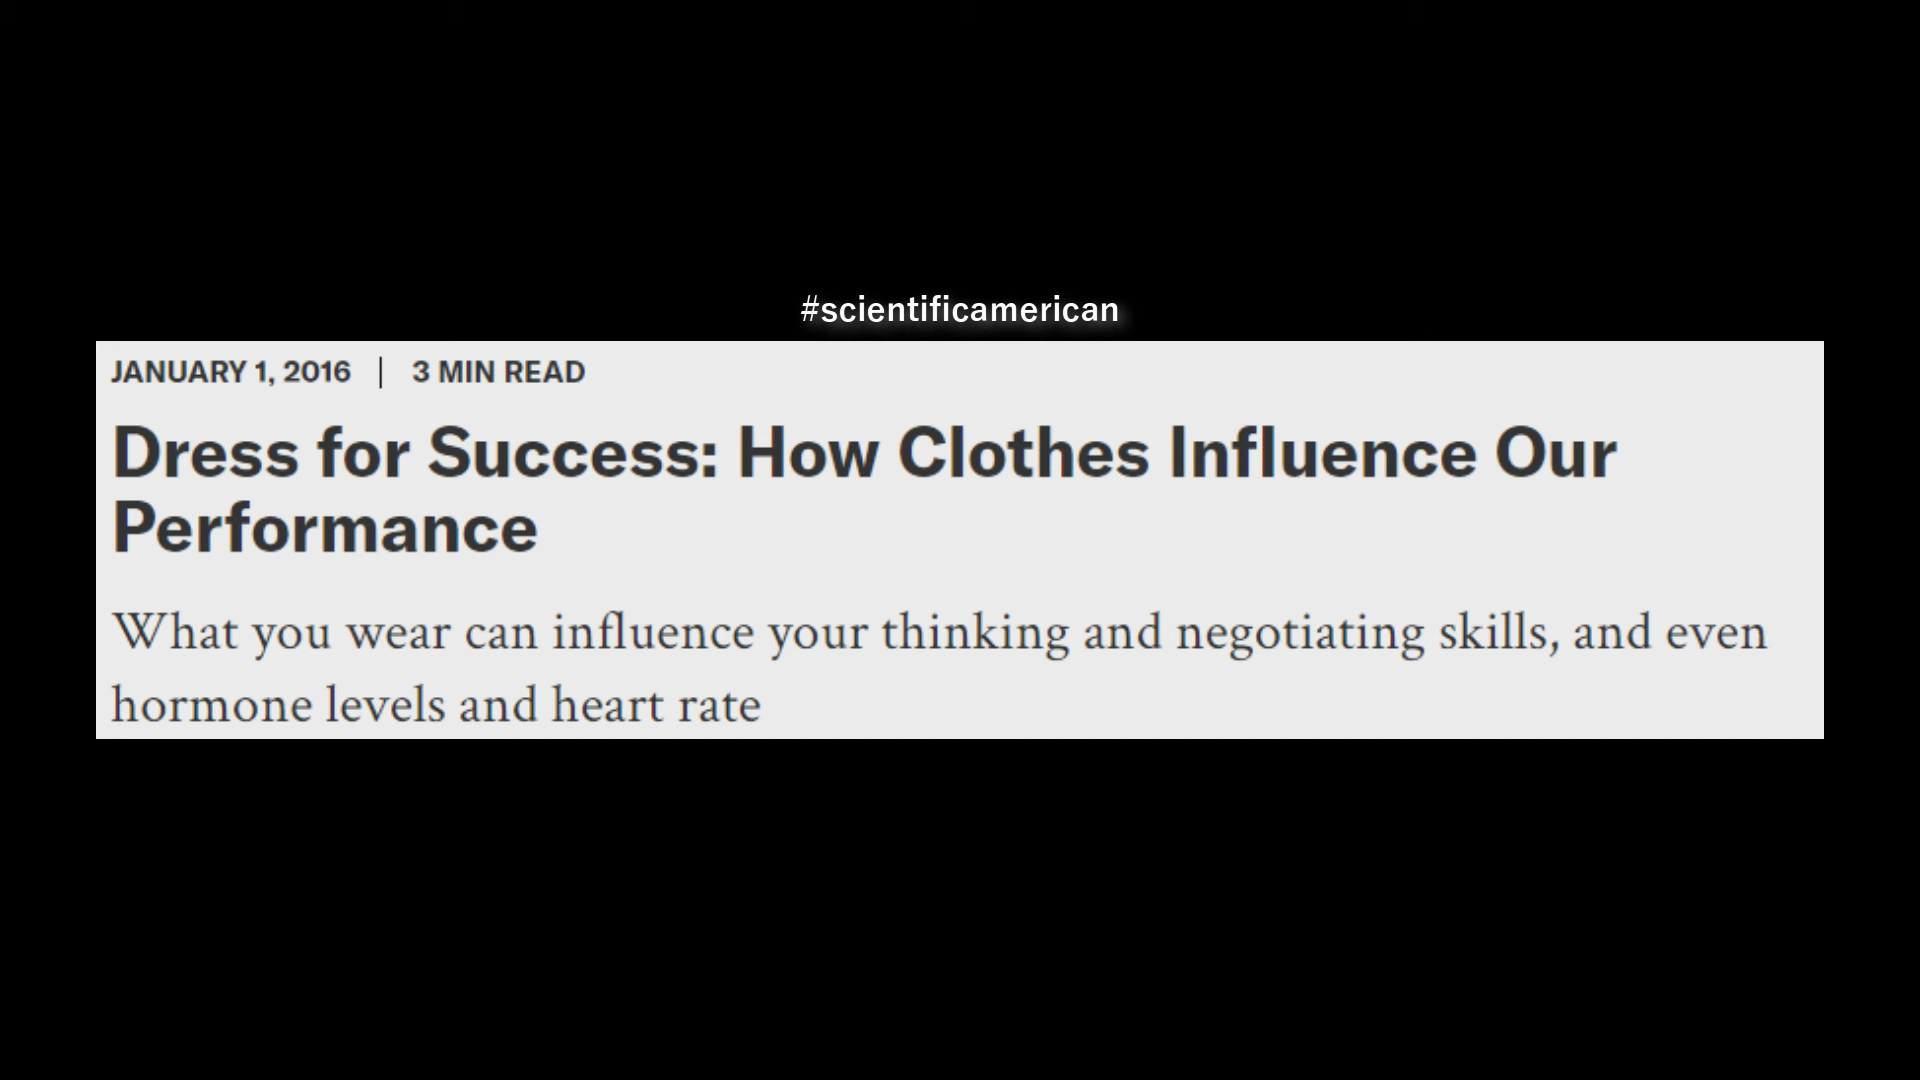 #scientificamerican
JANUARY 1, 2016 | 3 MIN READ
Dress for Success: How Clothes Influence Our
Performance
What you wear can influence your thinking and negotiating skills, and even
hormone levels and heart rate